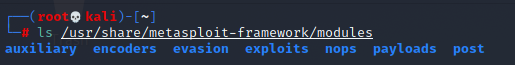 ┌──(root💀kali)-[~]
└─# ls /usr/share/metasploit-framework/modules
auxiliary  encoders  evasion  exploits  nops  payloads  post